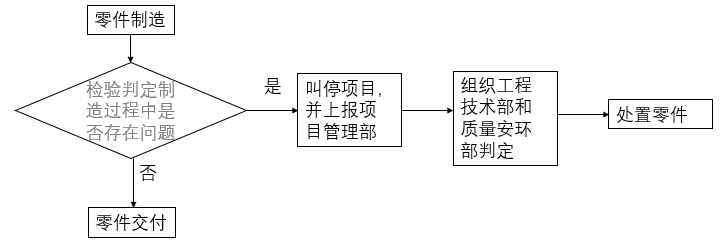 零件制造
检验判定制
造过程中是
否存在问题
是
叫停项目，
并上报项
目管理部
组织工程
技术部和
质量安环
部判定
处置零件
否
零件交付